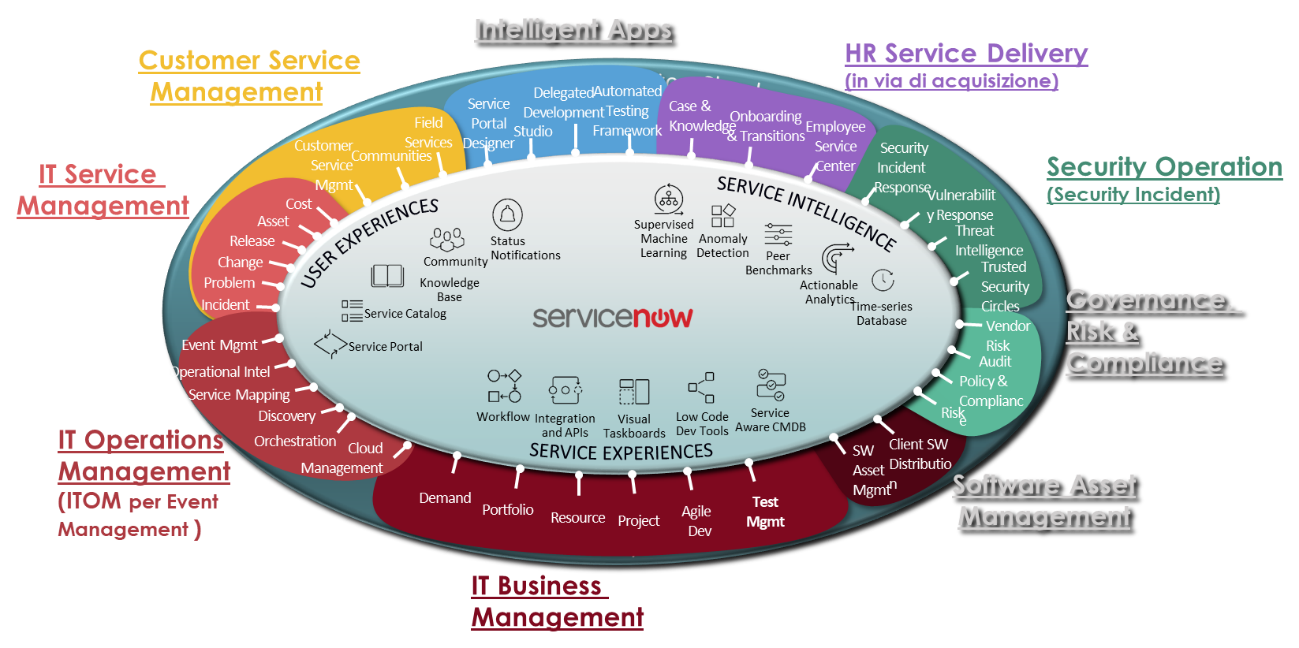 Intelligent Apps
Customer Service
Management
HR Service Delivery
(in via di acquisizione)
IT Service
Management
Security Operation
(Security Incident)
Governance,
Risk &
Compliance
IT Operations
Management
(ITOM per Event
Management )
Software Asset
Management
IT Business
Management
Customer
Service
Mgmt
Communities
Field
Services
Service
Portal
Designer
Delegated
Development
Studio
Automated
Testing
Framework
Case &
Knowledge
Onboarding
& Transitions
Employee
Service
Center
Security
Incident
Response
Vulnerabilit
y Response
Threat
Intelligence
Trusted
Security
Circles
Vendor
Risk
Audit
Policy &
Complianc
e
Risk
Client SW
Distributio
n
SW
Asset
Mgmt
Test
Mgmt
Agile
Dev
Project
Resource
Portfolio
Demand
Cloud
Management
Orchestration
Discovery
Service Mapping
Operational Intel
Event Mgmt
Incident
Problem
Change
Release
Asset
Cost
USER EXPERIENCES
Status
Notifications
Community
Knowledge
Base
Service Catalog
Service Portal
SERVICE INTELLIGENCE
Supervised
Machine
Learning
Anomaly
Detection
Peer
Benchmarks
Actionable
Analytics
Time-series
Database
servicenow
Workflow
Integration
and APIs
Visual
Taskboards
Low Code
Dev Tools
Service
Aware CMDB
SERVICE EXPERIENCES